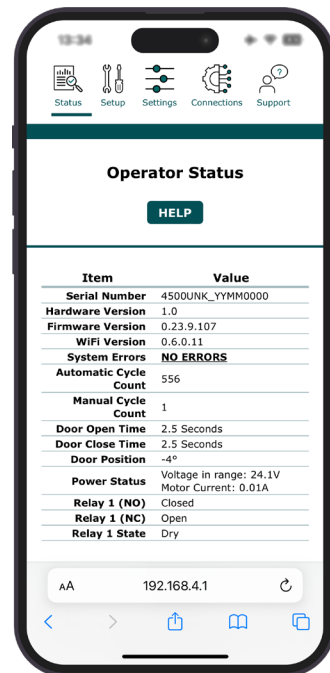 13:34
Status Setup Settings Connections Support
Operator Status
HELP
Item Value
Serial Number 4500UNK_YYMM0000
Hardware Version 1.0
Firmware Version 0.23.9.107
WiFi Version 0.6.0.11
System Errors NO ERRORS
Automatic Cycle
Count 556
Manual Cycle
Count 1
Door Open Time 2.5 Seconds
Door Close Time 2.5 Seconds
Door Position -4°
Power Status Voltage in range: 24.1V
Motor Current: 0.01A
Relay 1 (NO) Closed
Relay 1 (NC) Open
Relay 1 State Dry
AA 192.168.4.1